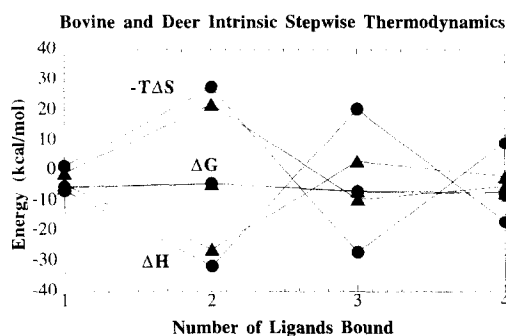 Bovine and Deer Intrinsic Stepwise Thermodynamics
Energy (kcal/mol)
40
30
20
10
0
-10
-20
-30
-40
-TΔS
ΔG
ΔH
1
2
3
Number of Ligands Bound